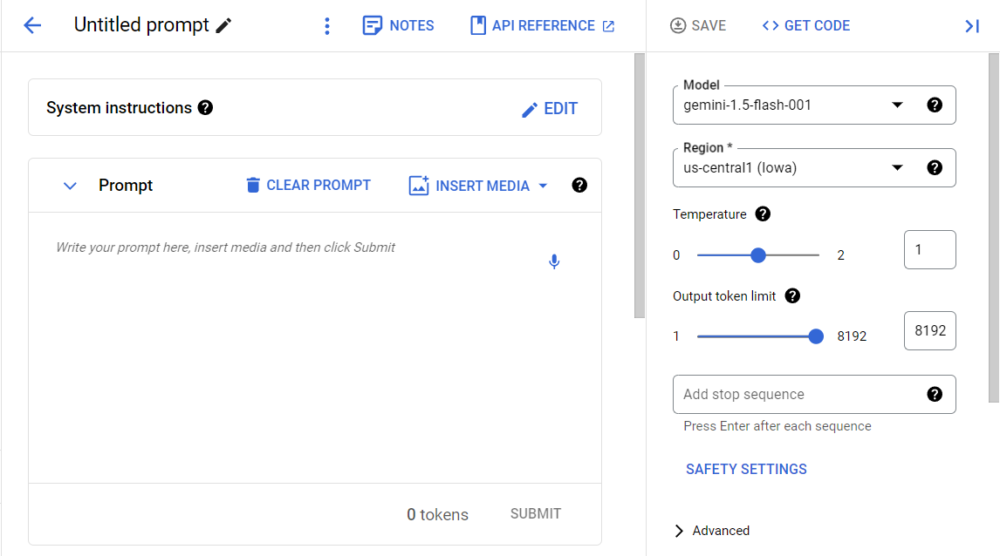 Untitled prompt
NOTES
API REFERENCE
SAVE
GET CODE
System instructions
EDIT
Prompt
CLEAR PROMPT
INSERT MEDIA
Write your prompt here, insert media and then click Submit
0 tokens
SUBMIT
Model
gemini-1.5-flash-001
Region *
us-central1 (Iowa)
Temperature
0
2
1
Output token limit
1
8192
8192
Add stop sequence
Press Enter after each sequence
SAFETY SETTINGS
Advanced